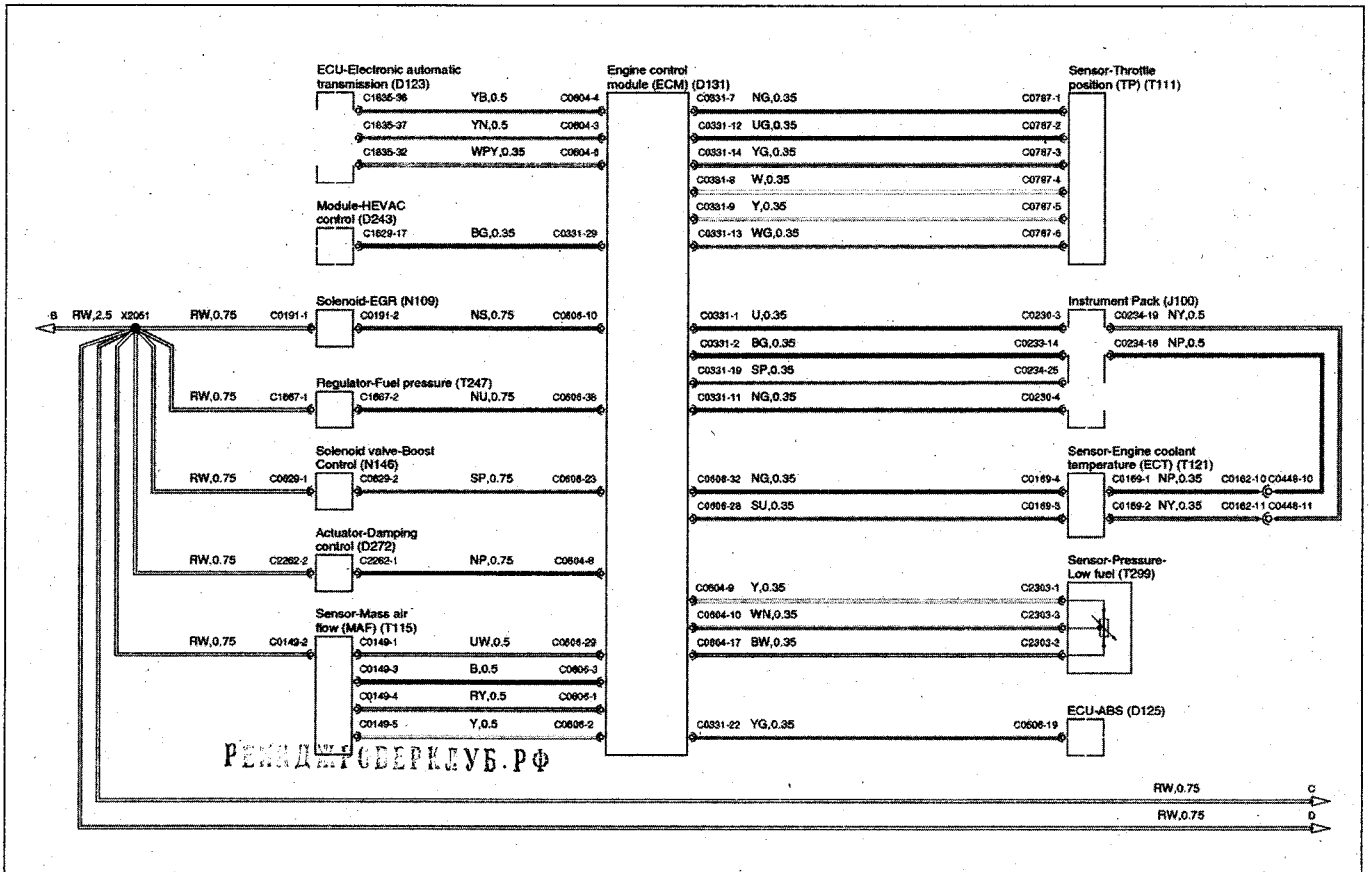 ECU-Electronic automatic
transmission (D123)
C1835-36 YB,0.5 C0604-4
C1835-37 YN,0.5 C0604-3
C1835-32 WPY,0.35 C0604-6
Module-HEVAC
control (D243)
C1629-17 BG,0.35 C0331-29
B RW,2.5 X2051 RW,0.75 C0191-1
Solenoid-EGR (N109)
C0191-2 NS,0.75 C0606-10
Regulator-Fuel pressure (T247)
RW,0.75 C1667-1 C1667-2 NU,0.75 C0606-38
Solenoid valve-Boost
Control (N146)
RW,0.75 C0629-1 C0629-2 SP,0.75 C0606-23
Actuator-Damping
control (D272)
RW,0.75 C2262-2 C2262-1 NP,0.75 C0604-8
Sensor-Mass air
flow (MAF) (T115)
RW,0.75 C0149-2 C0149-1 UW,0.5 C0606-29
C0149-3 B,0.5 C0606-3
C0149-4 RY,0.5 C0606-1
C0149-5 Y,0.5 C0606-2
Engine control
module (ECM) (D131)
Sensor-Throttle
position (TP) (T111)
C0331-7 NG,0.35 C0787-1
C0331-12 UG,0.35 C0787-2
C0331-14 YG,0.35 C0787-3
C0331-8 W,0.35 C0787-4
C0331-9 Y,0.35 C0787-5
C0331-13 WG,0.35 C0787-6
Instrument Pack (J100)
C0331-1 U,0.35 C0230-3 C0234-19 NY,0.5
C0331-2 BG,0.35 C0233-14 C0234-18 NP,0.5
C0331-19 SP,0.35 C0234-25
C0331-11 NG,0.35 C0230-4
Sensor-Engine coolant
temperature (ECT) (T121)
C0606-32 NG,0.35 C0169-4 C0169-1 NP,0.35 C0162-10 C0448-10
C0606-28 SU,0.35 C0169-3 C0169-2 NY,0.35 C0162-11 C0448-11
Sensor-Pressure-
Low fuel (T299)
C0604-9 Y,0.35 C2303-1
C0604-10 WN,0.35 C2303-3
C0604-17 BW,0.35 C2303-2
ECU-ABS (D125)
C0331-22 YG,0.35 C0506-19
РЕНДЖРОВЕРКЛУБ.РФ
RW,0.75 C
RW,0.75 D